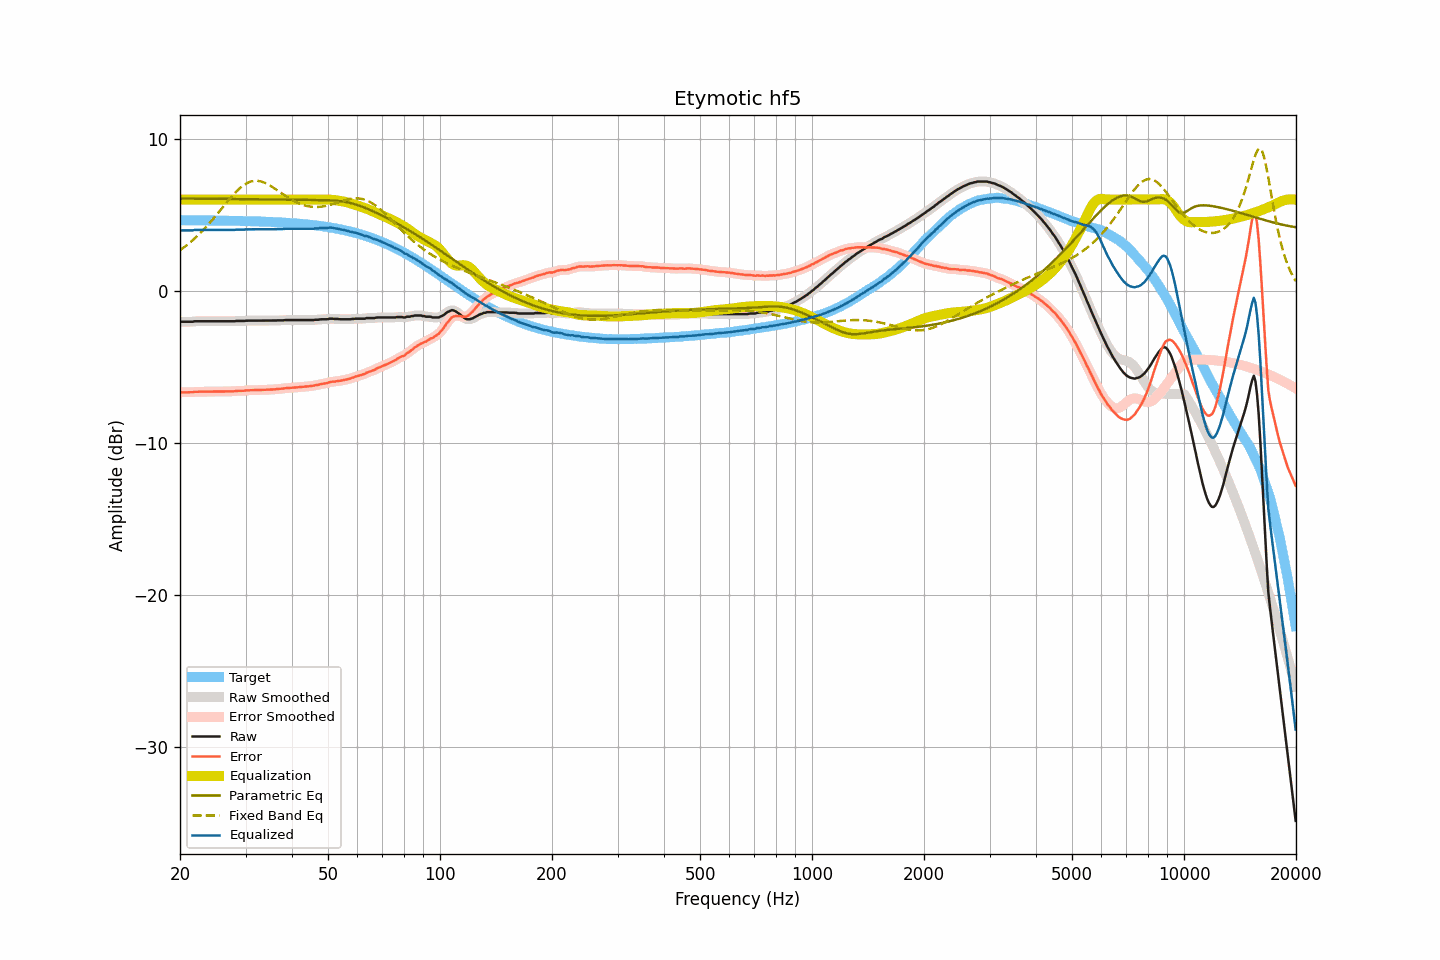 Etymotic hf5
10
0
−10
−20
−30
Amplitude (dBr)
Target
Raw Smoothed
Error Smoothed
Raw
Error
Equalization
Parametric Eq
Fixed Band Eq
Equalized
20 50 100 200 500 1000 2000 5000 10000 20000
Frequency (Hz)